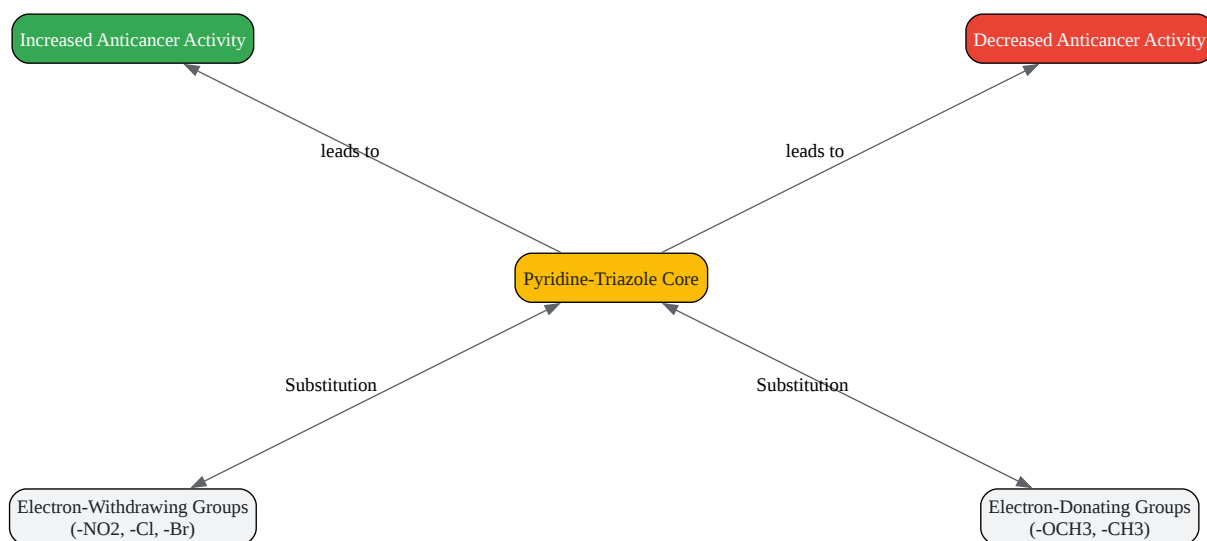 Increased Anticancer Activity
Decreased Anticancer Activity
leads to
leads to
Pyridine-Triazole Core
Substitution
Substitution
Electron-Withdrawing Groups
(-NO2, -Cl, -Br)
Electron-Donating Groups
(-OCH3, -CH3)